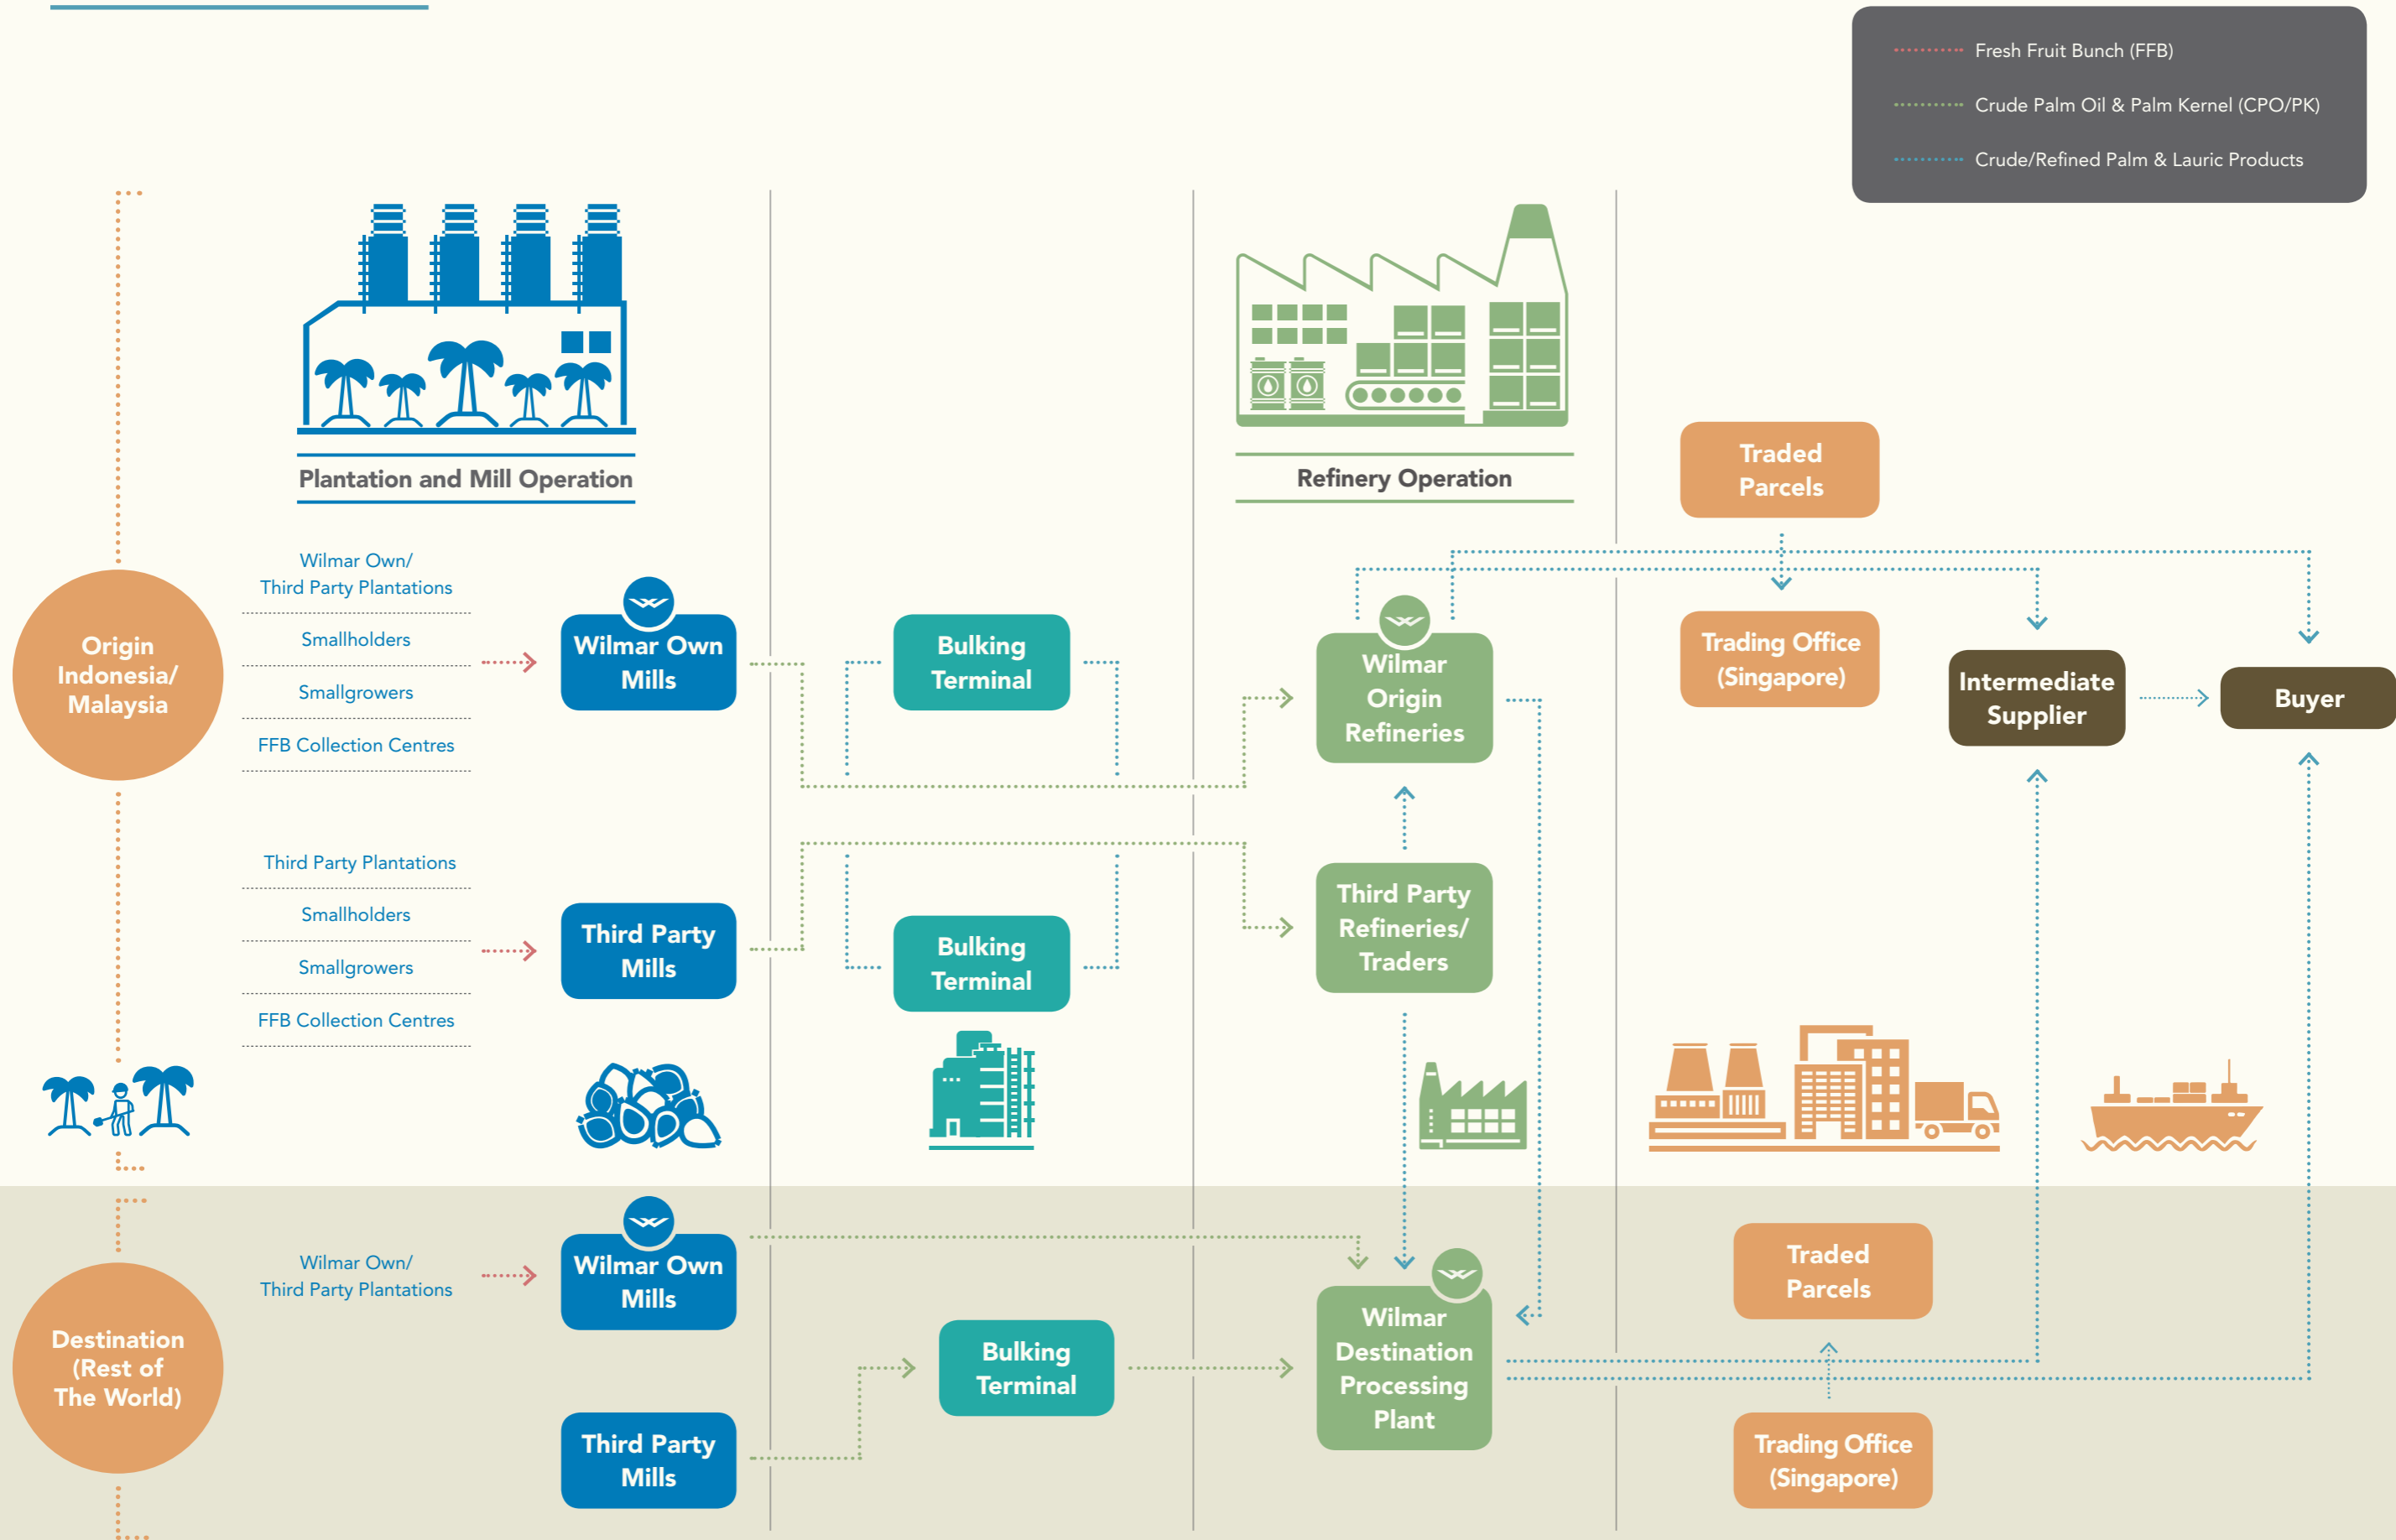 Fresh Fruit Bunch (FFB)
Crude Palm Oil & Palm Kernel (CPO/PK)
Crude/Refined Palm & Lauric Products
Plantation and Mill Operation
Refinery Operation
Traded
Parcels
Origin
Indonesia/
Malaysia
Wilmar Own/
Third Party Plantations
Smallholders
Smallgrowers
FFB Collection Centres
Wilmar Own
Mills
Bulking
Terminal
Wilmar
Origin
Refineries
Trading Office
(Singapore)
Intermediate
Supplier
Buyer
Third Party Plantations
Smallholders
Smallgrowers
FFB Collection Centres
Third Party
Mills
Bulking
Terminal
Third Party
Refineries/
Traders
Destination
(Rest of
The World)
Wilmar Own/
Third Party Plantations
Wilmar Own
Mills
Third Party
Mills
Bulking
Terminal
Wilmar
Destination
Processing
Plant
Traded
Parcels
Trading Office
(Singapore)